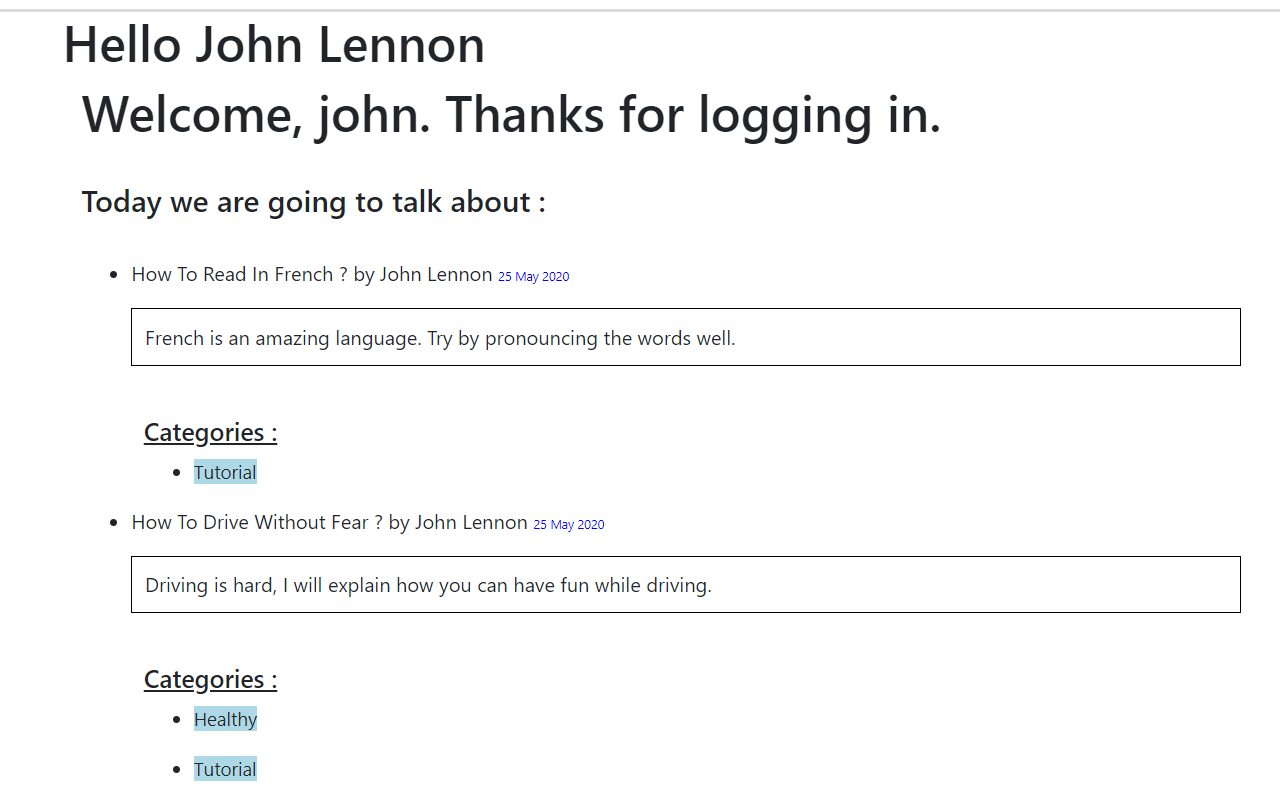 Hello John Lennon
Welcome, john. Thanks for logging in.
Today we are going to talk about :
How To Read In French ? by John Lennon 25 May 2020
French is an amazing language. Try by pronouncing the words well.
Categories :
Tutorial
How To Drive Without Fear ? by John Lennon 25 May 2020
Driving is hard, I will explain how you can have fun while driving.
Categories :
Healthy
Tutorial